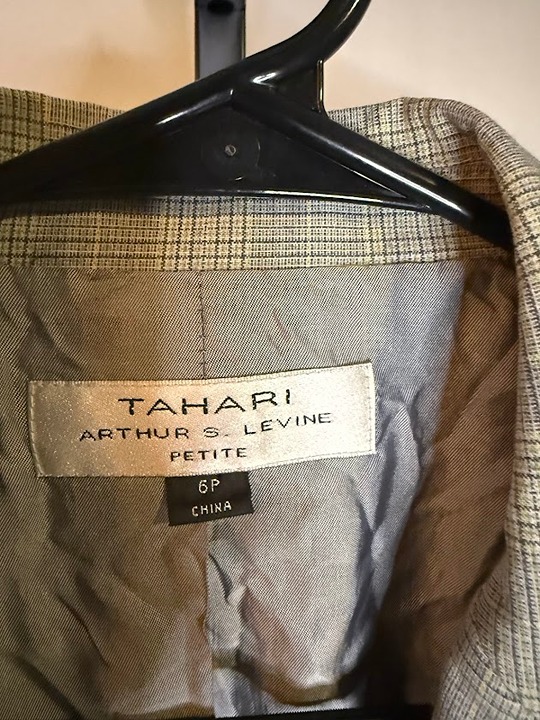 TAHARI
ARTHUR S. LEVINE
PETITE
6P
CHINA